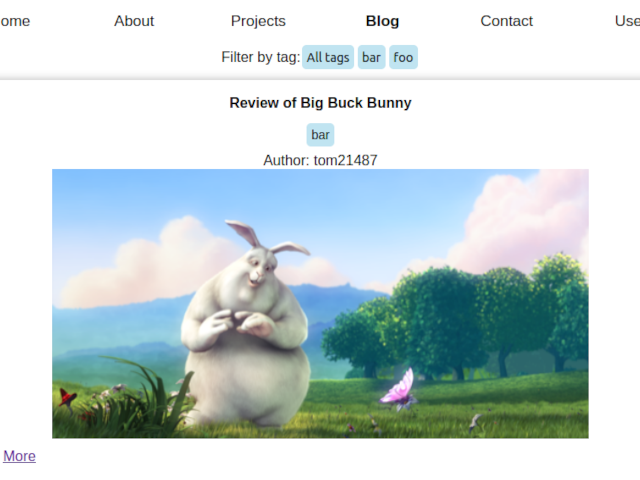 ome About Projects Blog Contact Use
Filter by tag: All tags bar foo
Review of Big Buck Bunny
bar
Author: tom21487
More